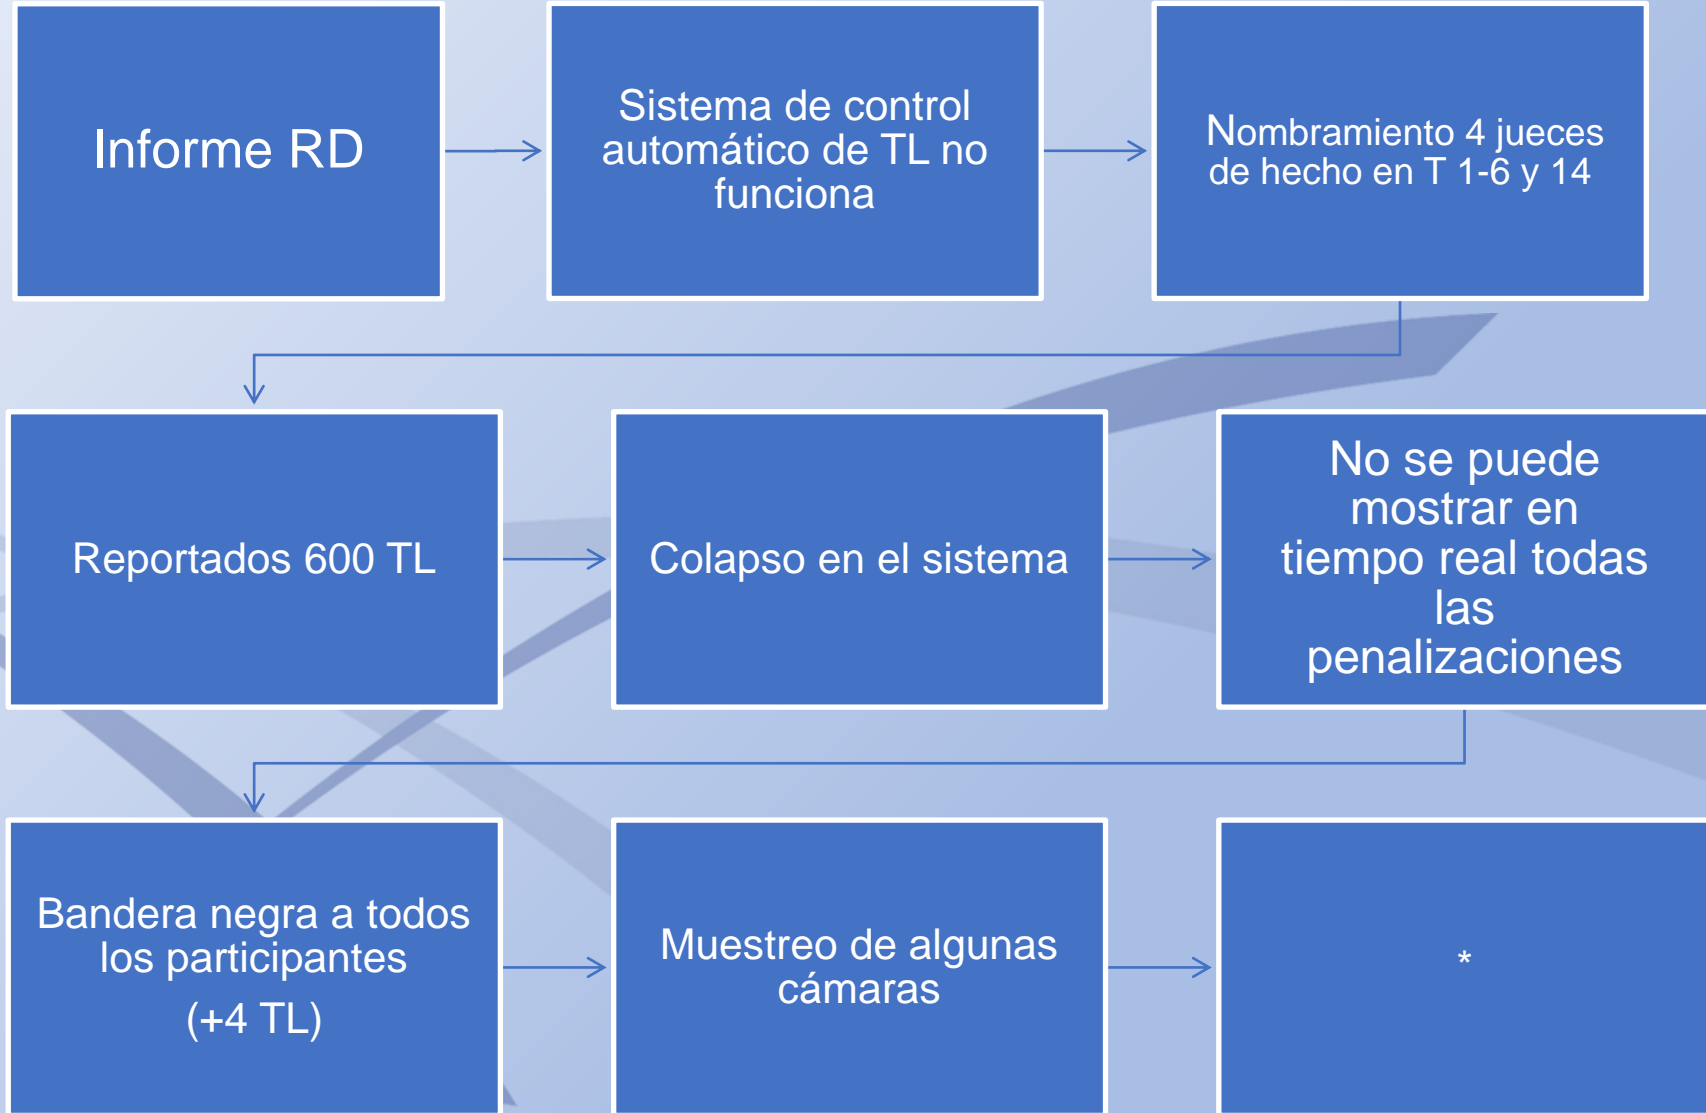 Informe RD
Sistema de control
automático de TL no
funciona
Nombramiento 4 jueces
de hecho en T 1-6 y 14
Reportados 600 TL
Colapso en el sistema
No se puede
mostrar en
tiempo real todas
las
penalizaciones
Bandera negra a todos
los participantes
(+4 TL)
Muestreo de algunas
cámaras
*